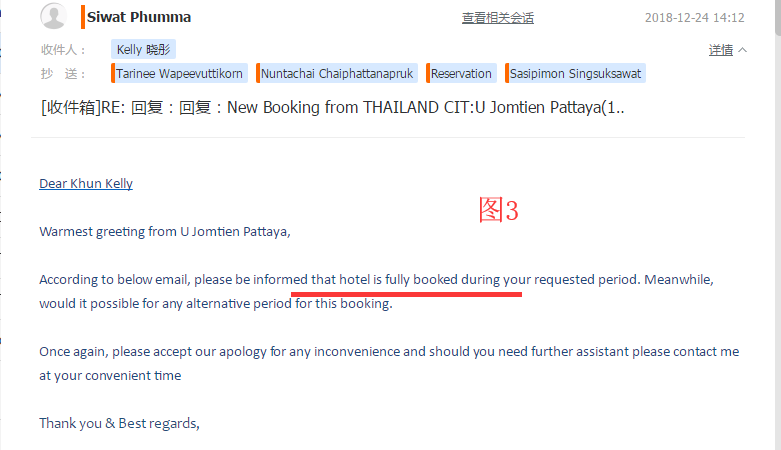 Siwat Phumma
查看相关会话
2018-12-24 14:12
收件人： Kelly 晓彤
详情
抄 送： Tarinee Wapeevuttikorn Nuntachai Chaiphattanapruk Reservation Sasipimon Singsuksawat
[收件箱]RE: 回复：回复：New Booking from THAILAND CIT:U Jomtien Pattaya(1..
Dear Khun Kelly
图3
Warmest greeting from U Jomtien Pattaya,
According to below email, please be informed that hotel is fully booked during your requested period. Meanwhile,
would it possible for any alternative period for this booking.
Once again, please accept our apology for any inconvenience and should you need further assistant please contact me
at your convenient time
Thank you & Best regards,